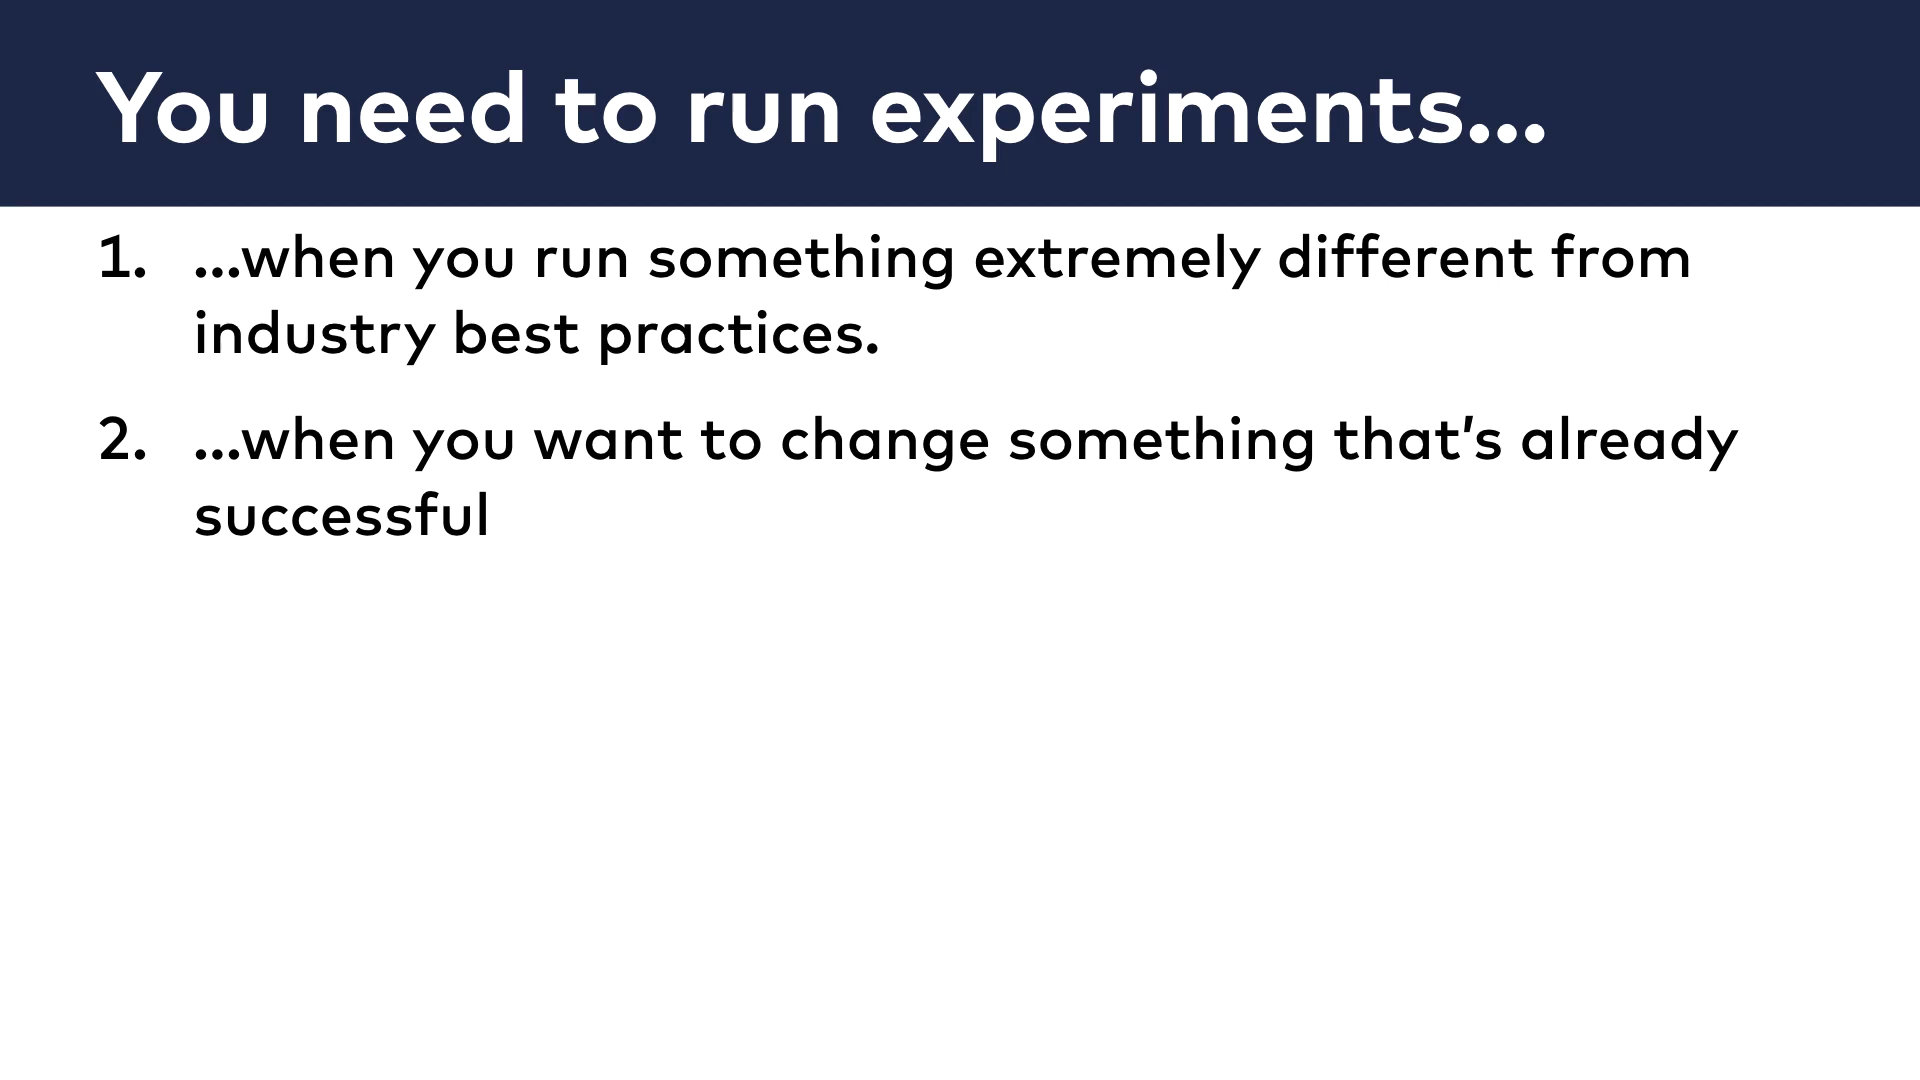 You need to run experiments...
1. ...when you run something extremely different from
industry best practices.
2. ...when you want to change something that's already
successful